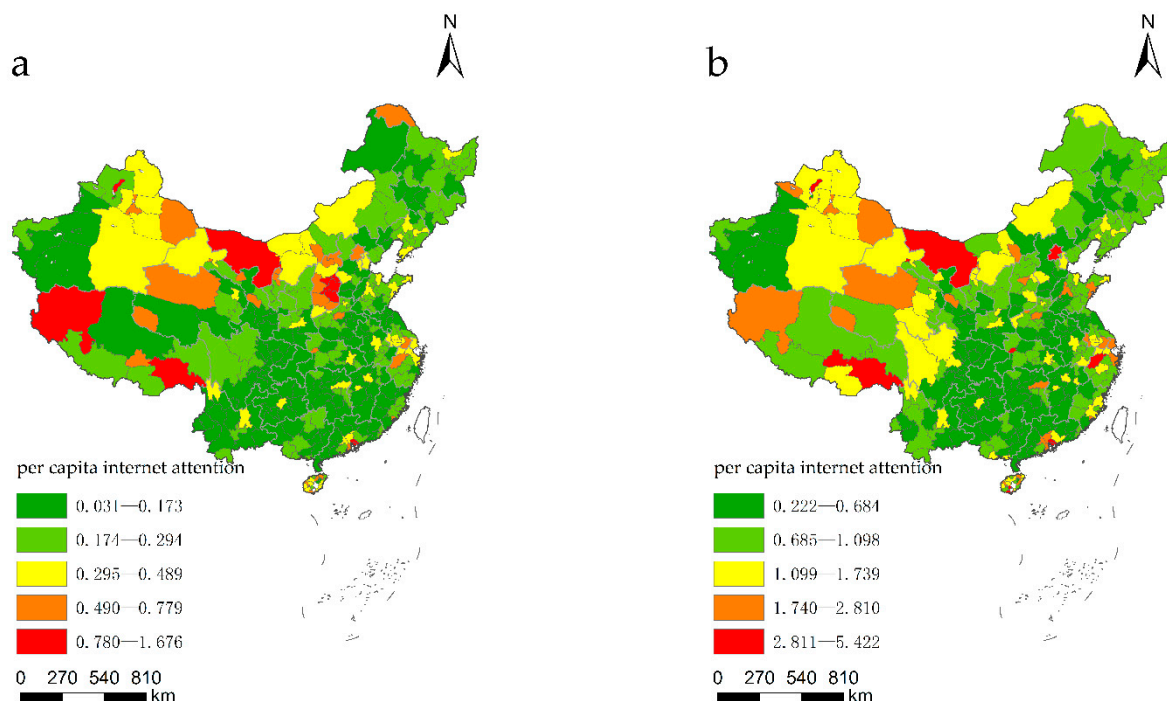 a
N
per capita internet attention
0.031—0.173
0.174—0.294
0.295—0.489
0.490—0.779
0.780—1.676
0 270 540 810
km
b
N
per capita internet attention
0.222—0.684
0.685—1.098
1.099—1.739
1.740—2.810
2.811—5.422
0 270 540 810
km